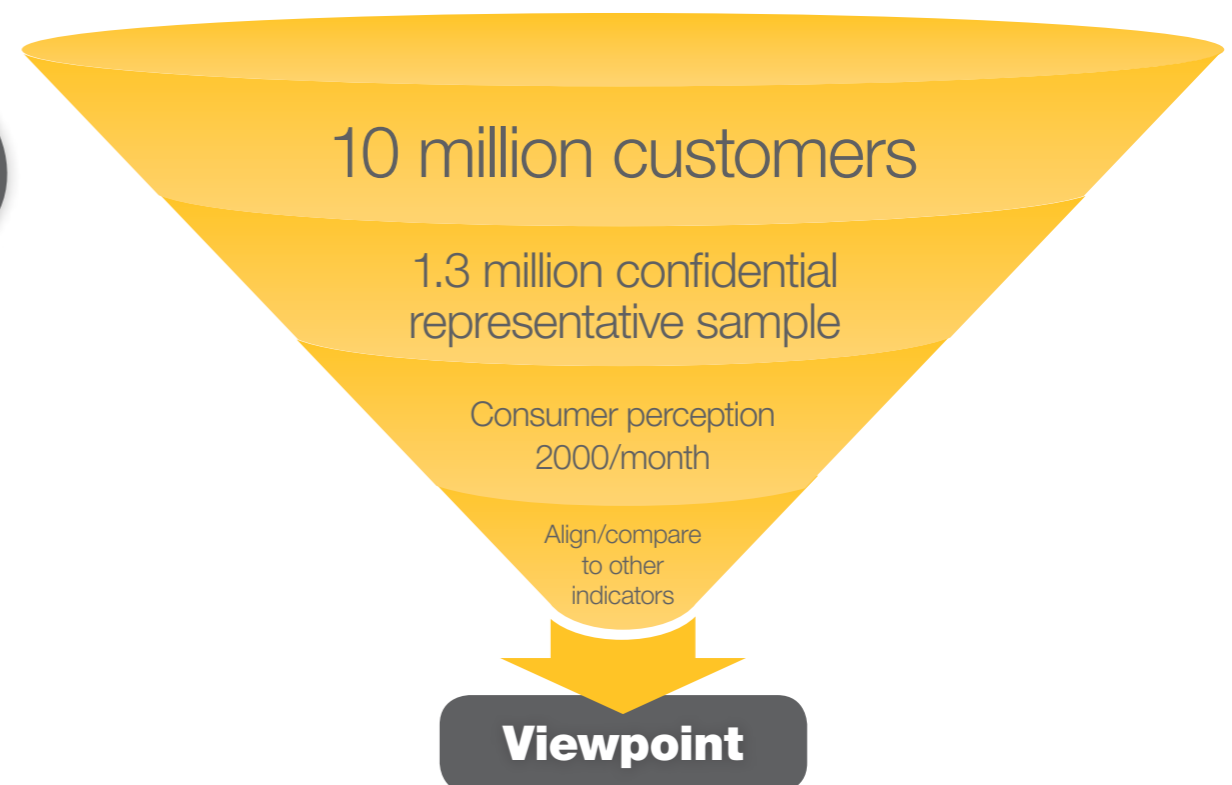 10 million customers
1.3 million confidential
representative sample
Consumer perception
2000/month
Align/compare
to other
indicators
Viewpoint